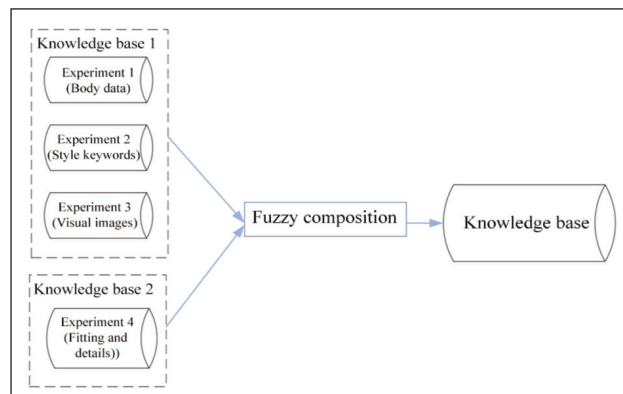 Knowledge base 1
Experiment 1
(Body data)
Experiment 2
(Style keywords)
Experiment 3
(Visual images)
Fuzzy composition
Knowledge base
Knowledge base 2
Experiment 4
(Fitting and
details))